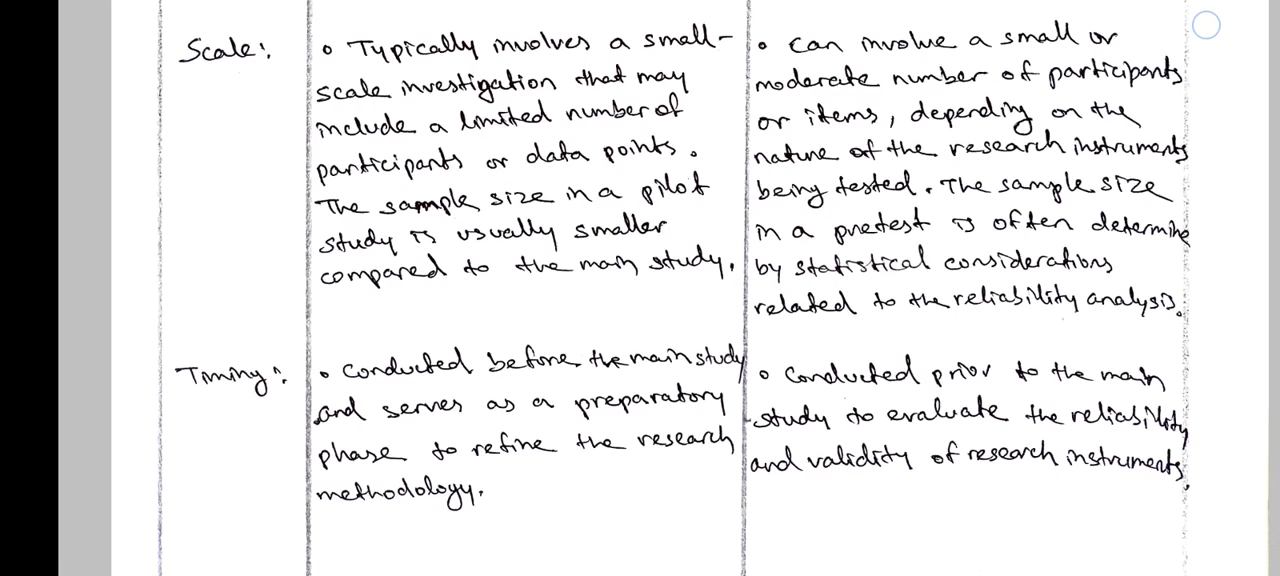 Scale:
• Typically involves a small-
scale investigation that may
include a limited number of
participants or data points.
The sample size in a pilot
study is usually smaller
compared to the main study.
• can involve a small or
moderate number of participants
or items, depending on the
nature of the research instruments
being tested. The sample size
in a pretest is often determine
by statistical considerations
related to the reliability analysis.
Timing:
• Conducted before the main study
and serves as a preparatory
phase to refine the research
methodology.
• Conducted prior to the main
study to evaluate the reliability
and validity of research instruments.